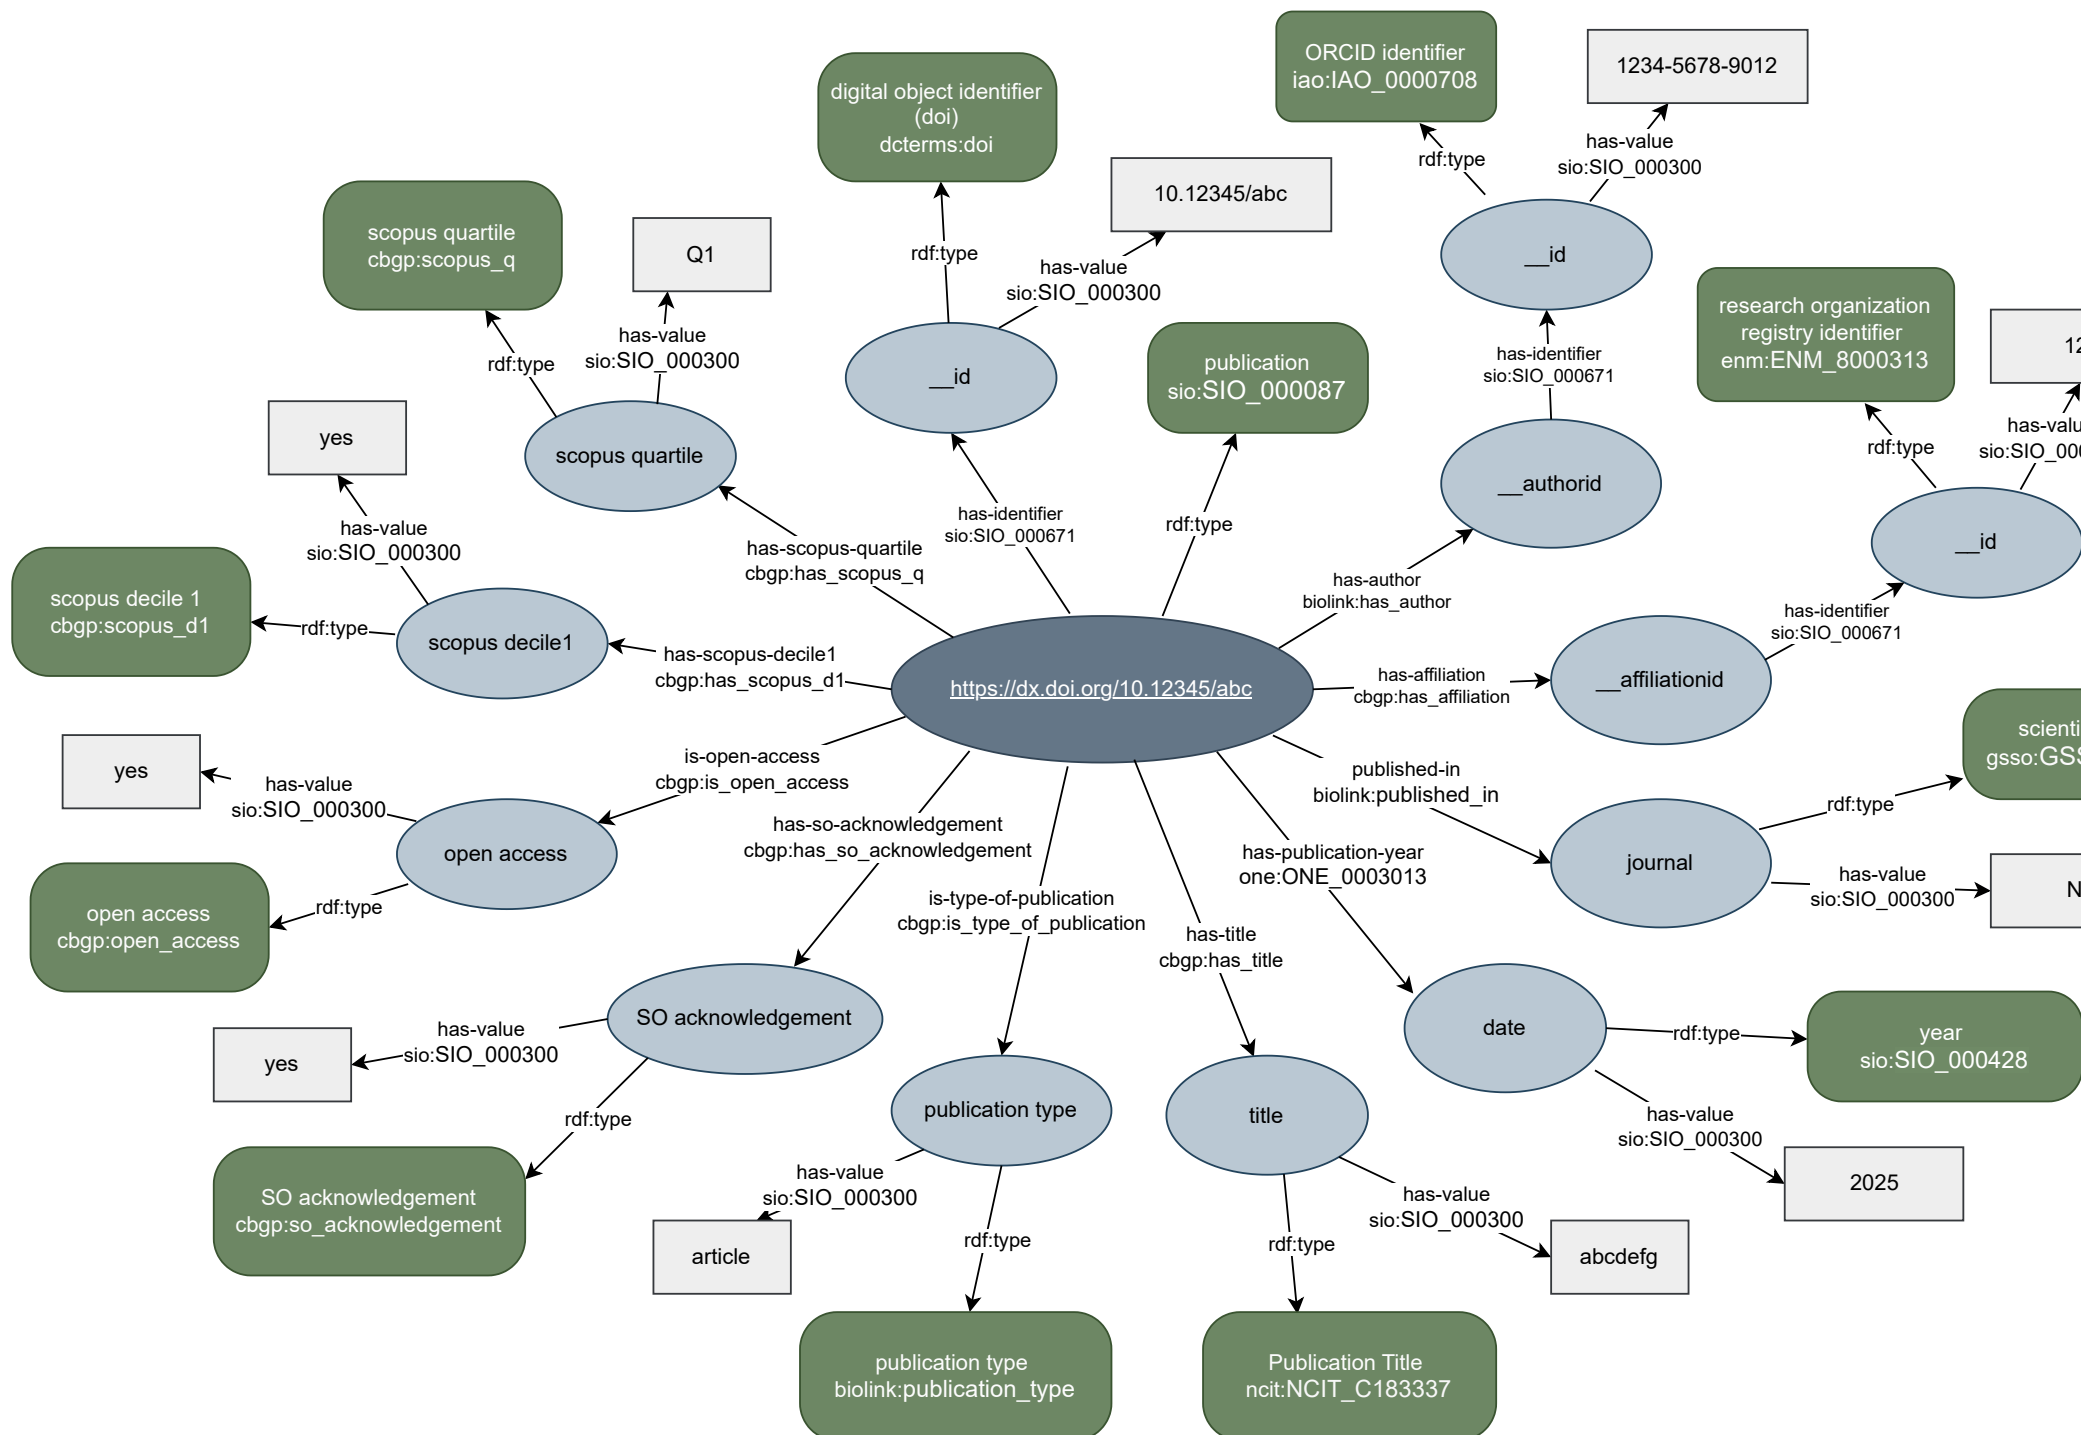 ORCID identifier
iao:IAO_0000708
1234-5678-9012
digital object identifier
(doi)
dcterms:doi
rdf:type
has-value
sio:SIO_000300
10.12345/abc
scopus quartile
cbgp:scopus_q
Q1
rdf:type
has-value
sio:SIO_000300
__id
research organization
registry identifier
enm:ENM_8000313
12
has-value
sio:SIO_000300
rdf:type
publication
sio:SIO_000087
has-identifier
sio:SIO_000671
rdf:type
__id
yes
scopus quartile
rdf:type
__authorid
has-identifier
sio:SIO_000671
rdf:type
__id
has-value
sio:SIO_000300
has-scopus-quartile
cbgp:has_scopus_q
has-author
biolink:has_author
scopus decile 1
cbgp:scopus_d1
rdf:type
scopus decile1
has-scopus-decile1
cbgp:has_scopus_d1
https://dx.doi.org/10.12345/abc
has-affiliation
cbgp:has_affiliation
__affiliationid
has-identifier
sio:SIO_000671
yes
has-value
sio:SIO_000300
is-open-access
cbgp:is_open_access
published-in
biolink:published_in
rdf:type
open access
has-so-acknowledgement
cbgp:has_so_acknowledgement
has-publication-year
one:ONE_0003013
journal
has-value
sio:SIO_000300
N
open access
cbgp:open_access
rdf:type
is-type-of-publication
cbgp:is_type_of_publication
has-title
cbgp:has_title
SO acknowledgement
date
rdf:type
year
sio:SIO_000428
yes
has-value
sio:SIO_000300
rdf:type
publication type
title
has-value
sio:SIO_000300
2025
SO acknowledgement
cbgp:so_acknowledgement
has-value
sio:SIO_000300
article
rdf:type
rdf:type
has-value
sio:SIO_000300
abcdefg
publication type
biolink:publication_type
Publication Title
ncit:NCIT_C183337